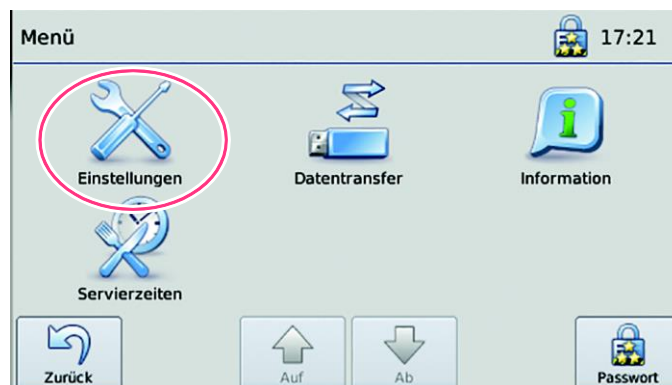 Menü
17:21
Einstellungen
Datentransfer
Information
Servierzeiten
Zurück
Auf
Ab
Passwort